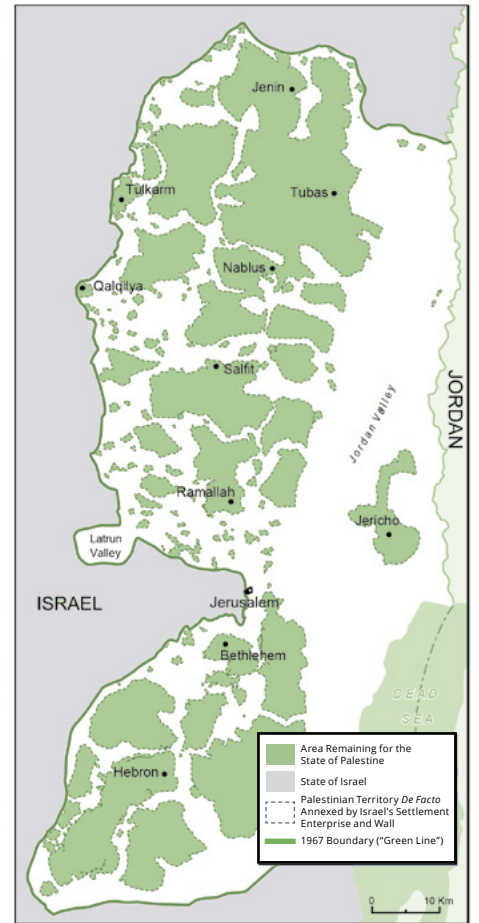 Jenin
Tulkarm
Tubas
Nablus
Qalqilya
Salfit
Jordan Valley
JORDAN
Ramallah
Jericho
Latrun
Valley
ISRAEL
Jerusalem
Bethlehem
DEAD
SEA
Hebron
Area Remaining for the
State of Palestine
State of Israel
Palestinian Territory De Facto
Annexed by Israel's Settlement
Enterprise and Wall
1967 Boundary ("Green Line")
0 10 Km